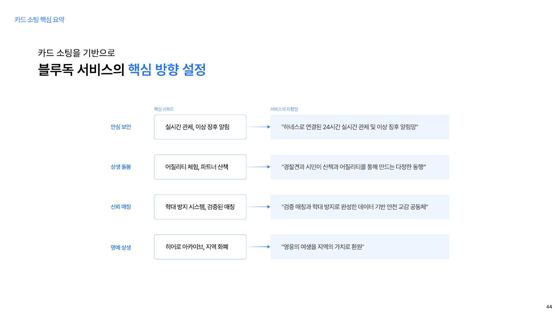 카드 소팅 핵심 요약
카드 소팅을 기반으로
블루독 서비스의 핵심 방향 설정
핵심 키워드
서비스의 지향점
안심 보안
실시간 관제, 이상 징후 알림
"하네스로 연결된 24시간 실시간 관제 및 이상 징후 알림망"
상생 돌봄
어질리티 체험, 파트너 산책
"경찰견과 시민이 산책과 어질리티를 통해 만드는 다정한 동행"
신뢰 매칭
학대 방지 시스템, 검증된 매칭
"검증 매칭과 학대 방지로 완성한 데이터 기반 안전 교감 공동체"
명예 상생
히어로 아카이브, 지역 화폐
"영웅의 여생을 지역의 가치로 환원"
44